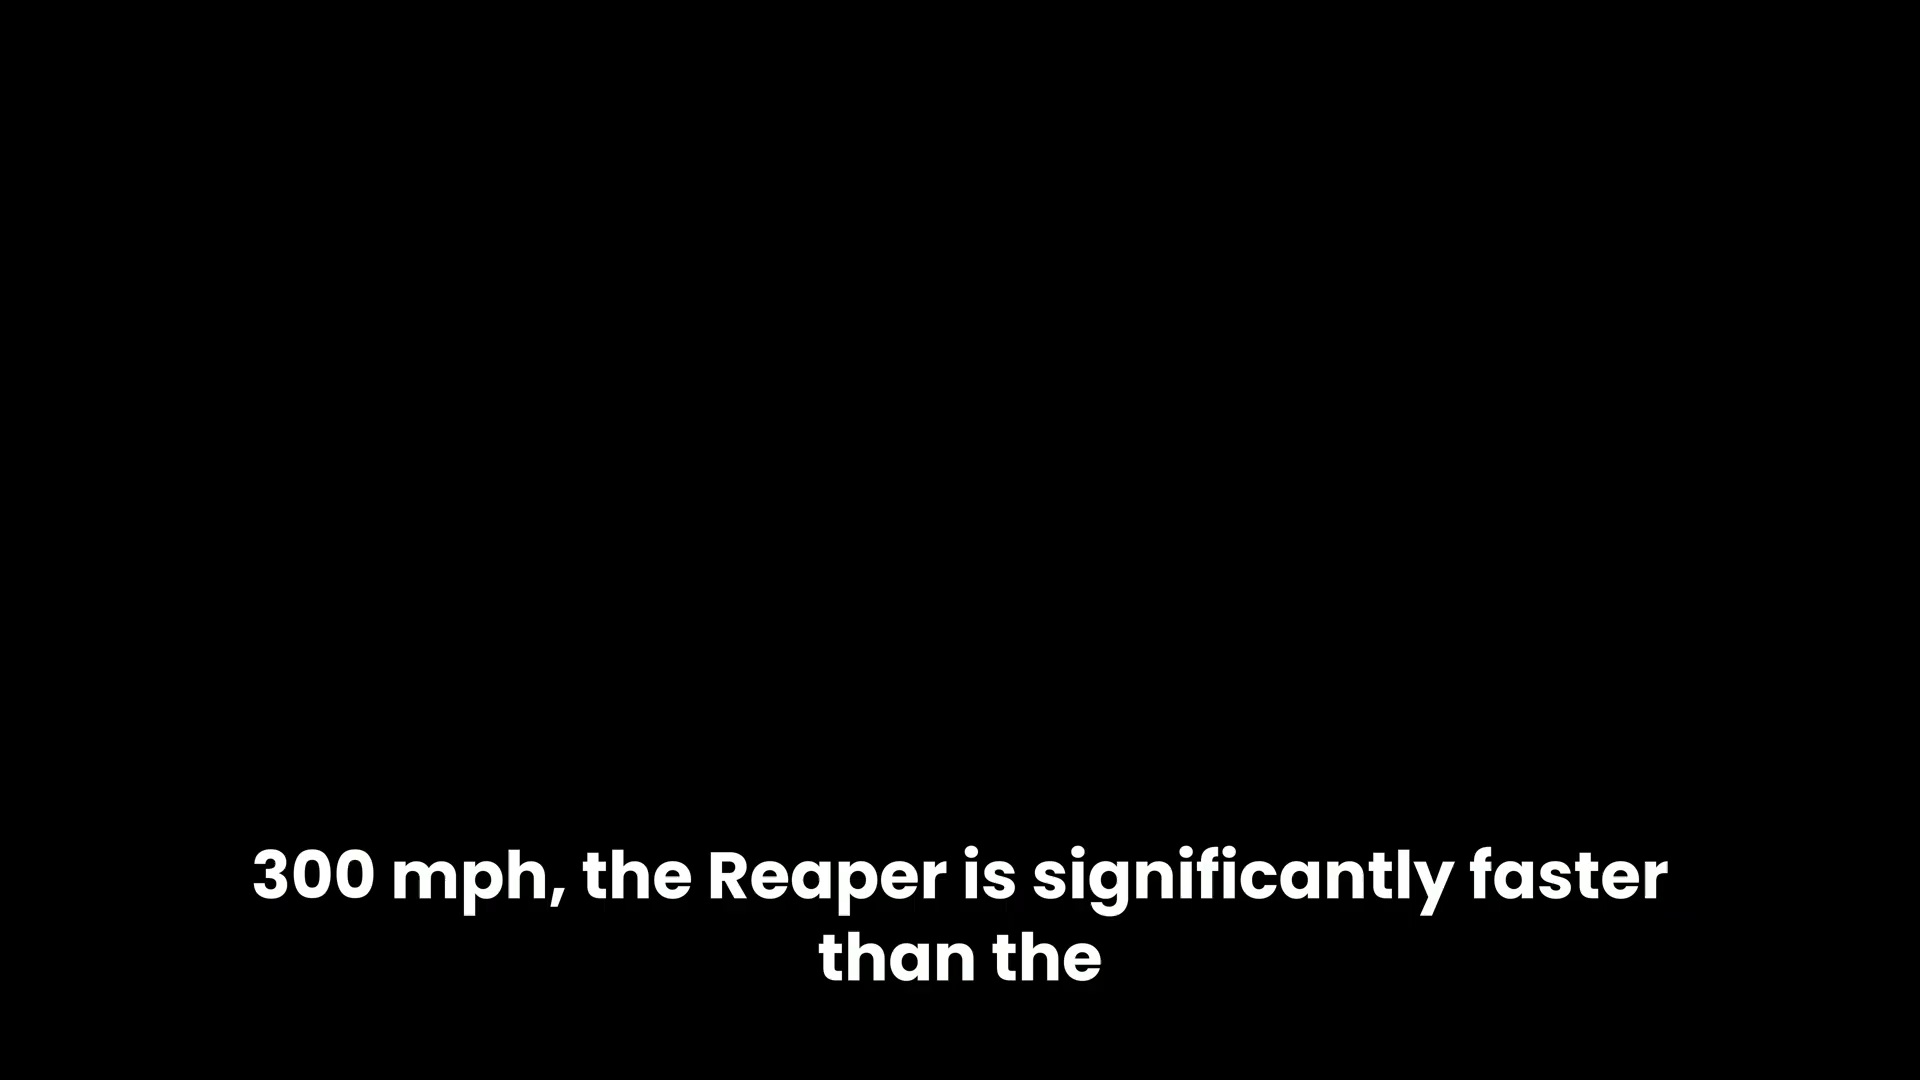 300 mph, the Reaper is significantly faster
than the